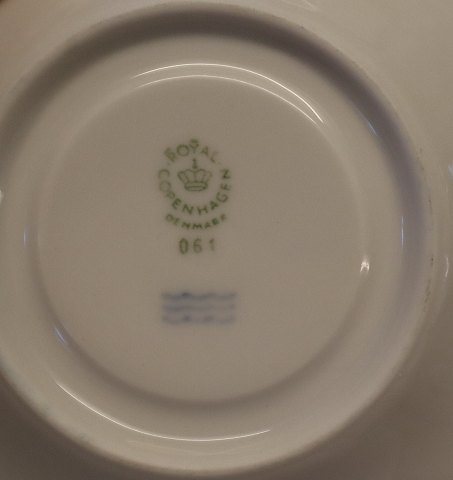 ROYAL
COPENHAGEN
DENMARK
061